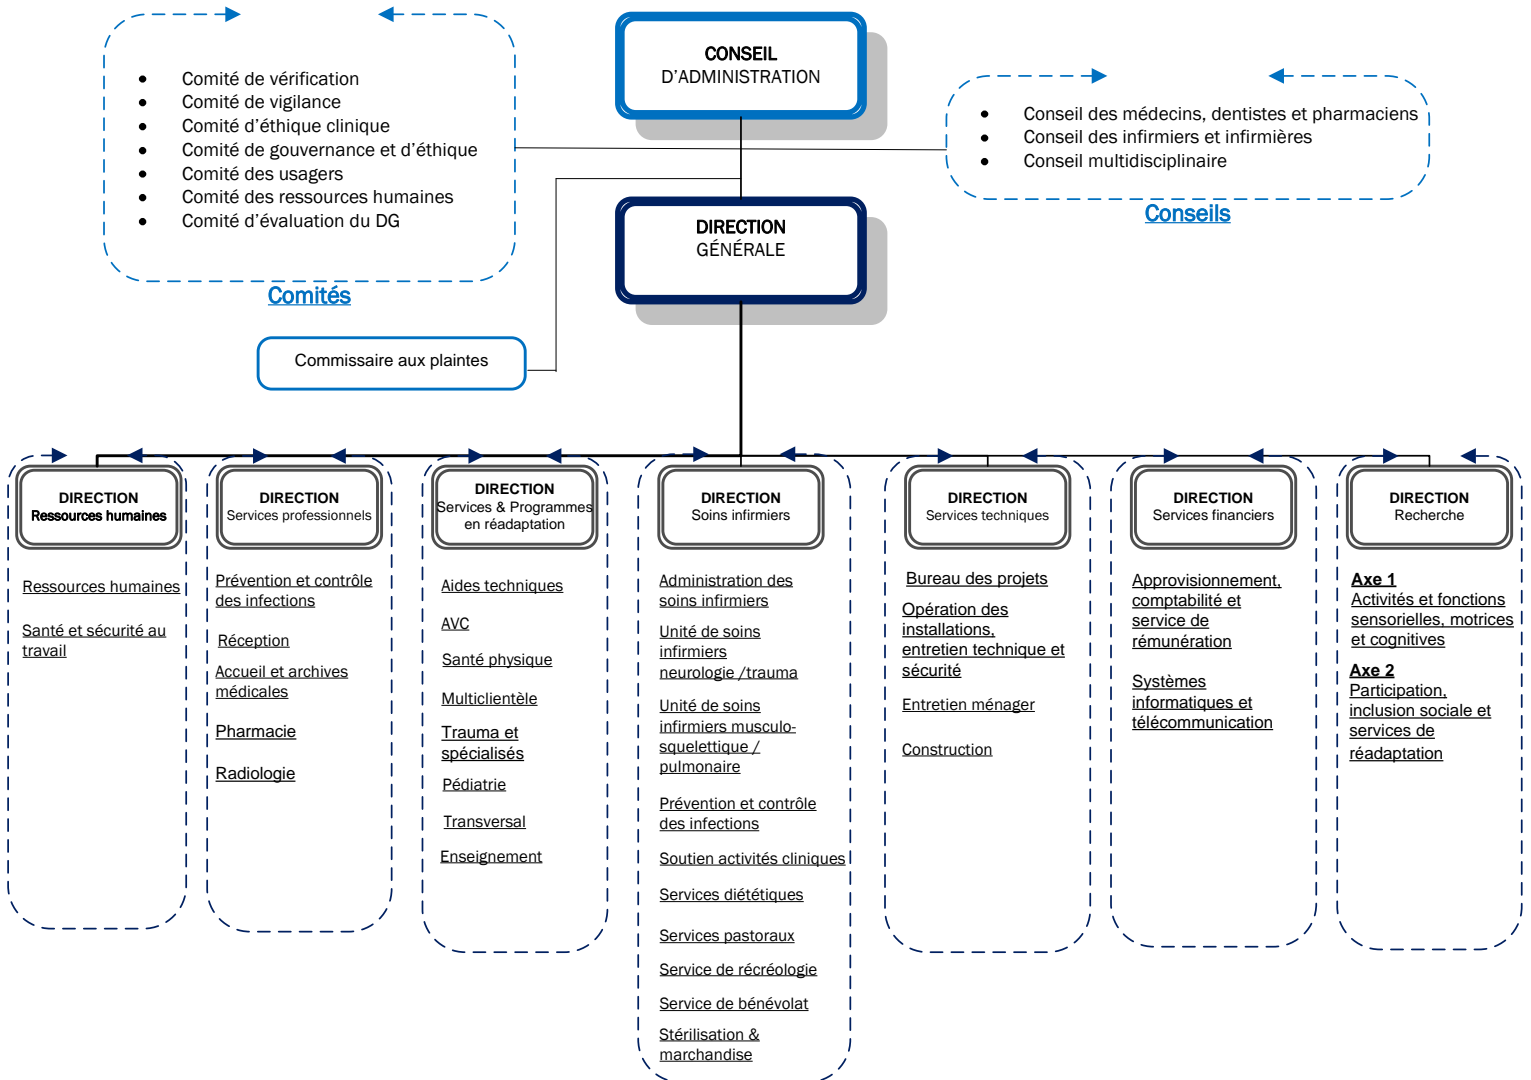 CONSEIL
D'ADMINISTRATION
Comité de vérification
Comité de vigilance
Comité d'éthique clinique
Comité de gouvernance et d'éthique
Comité des usagers
Comité des ressources humaines
Comité d'évaluation du DG
Comités
Conseil des médecins, dentistes et pharmaciens
Conseil des infirmiers et infirmières
Conseil multidisciplinaire
Conseils
DIRECTION
GÉNÉRALE
Commissaire aux plaintes
DIRECTION
Ressources humaines
Ressources humaines
Santé et sécurité au
travail
DIRECTION
Services professionnels
Prévention et contrôle
des infections
Réception
Accueil et archives
médicales
Pharmacie
Radiologie
DIRECTION
Services & Programmes
en réadaptation
Aides techniques
AVC
Santé physique
Multiclientèle
Trauma et
spécialisés
Pédiatrie
Transversal
Enseignement
DIRECTION
Soins infirmiers
Administration des
soins infirmiers
Unité de soins
infirmiers
neurologie /trauma
Unité de soins
infirmiers musculo-
squelettique /
pulmonaire
Prévention et contrôle
des infections
Soutien activités cliniques
Services diététiques
Services pastoraux
Service de récréologie
Service de bénévolat
Stérilisation &
marchandise
DIRECTION
Services techniques
Bureau des projets
Opération des
installations,
entretien technique et
sécurité
Entretien ménager
Construction
DIRECTION
Services financiers
Approvisionnement,
comptabilité et
service de
rémunération
Systèmes
informatiques et
télécommunication
DIRECTION
Recherche
Axe 1
Activités et fonctions
sensorielles, motrices
et cognitives
Axe 2
Participation,
inclusion sociale et
services de
réadaptation